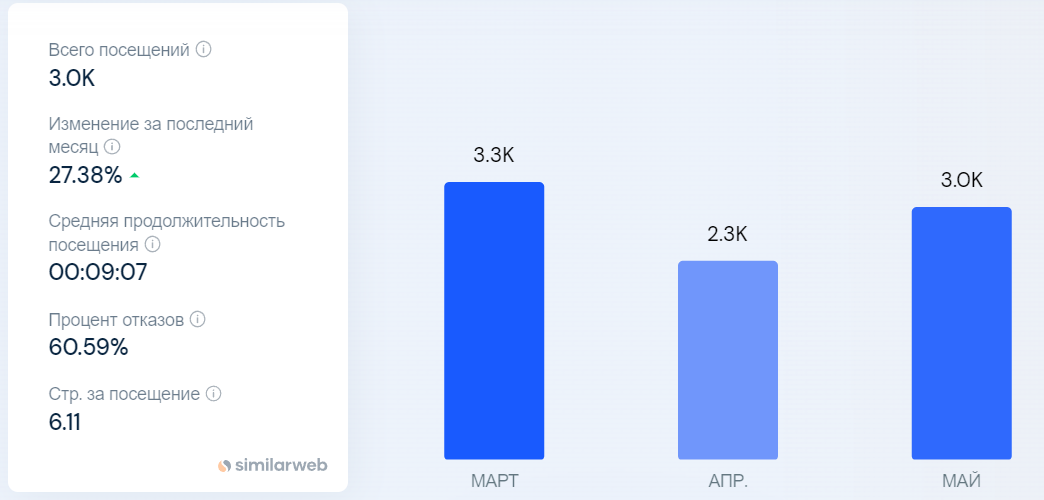 Всего посещений
3.0K
Изменение за последний
месяц
27.38%
Средняя продолжительность
посещения
00:09:07
Процент отказов
60.59%
Стр. за посещение
6.11
similarweb
3.3K
2.3K
3.0K
МАРТ
АПР.
МАЙ